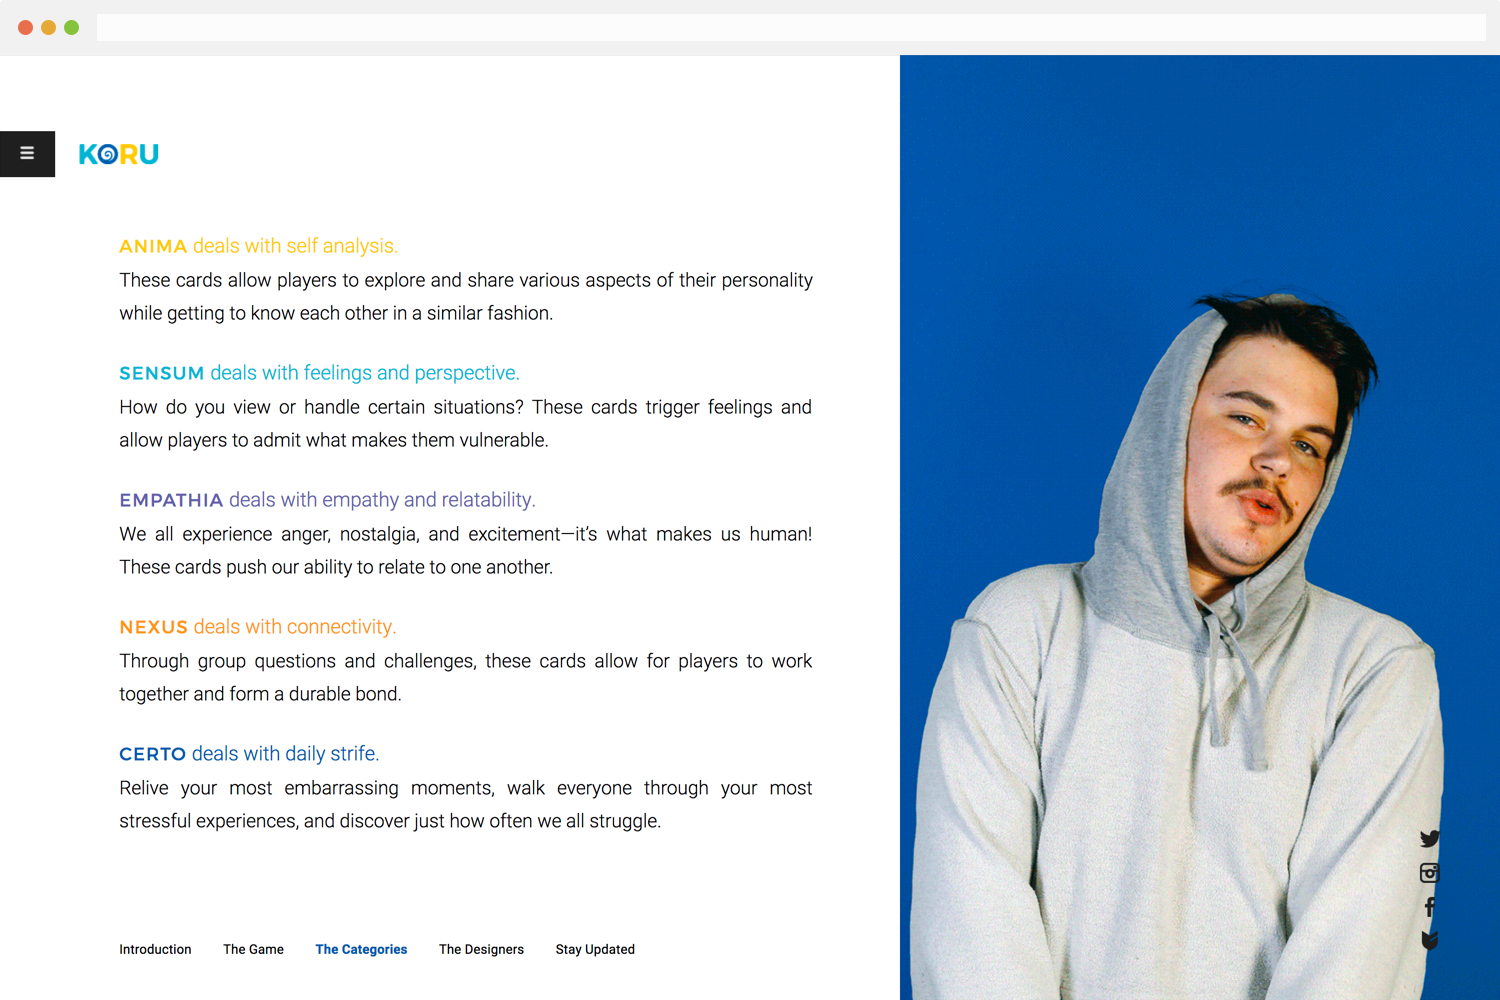 KORU
ANIMA deals with self analysis.
These cards allow players to explore and share various aspects of their personality
while getting to know each other in a similar fashion.
SENSUM deals with feelings and perspective.
How do you view or handle certain situations? These cards trigger feelings and
allow players to admit what makes them vulnerable.
EMPATHIA deals with empathy and relatability.
We all experience anger, nostalgia, and excitement—it’s what makes us human!
These cards push our ability to relate to one another.
NEXUS deals with connectivity.
Through group questions and challenges, these cards allow for players to work
together and form a durable bond.
CERTO deals with daily strife.
Relive your most embarrassing moments, walk everyone through your most
stressful experiences, and discover just how often we all struggle.
Introduction The Game The Categories The Designers Stay Updated